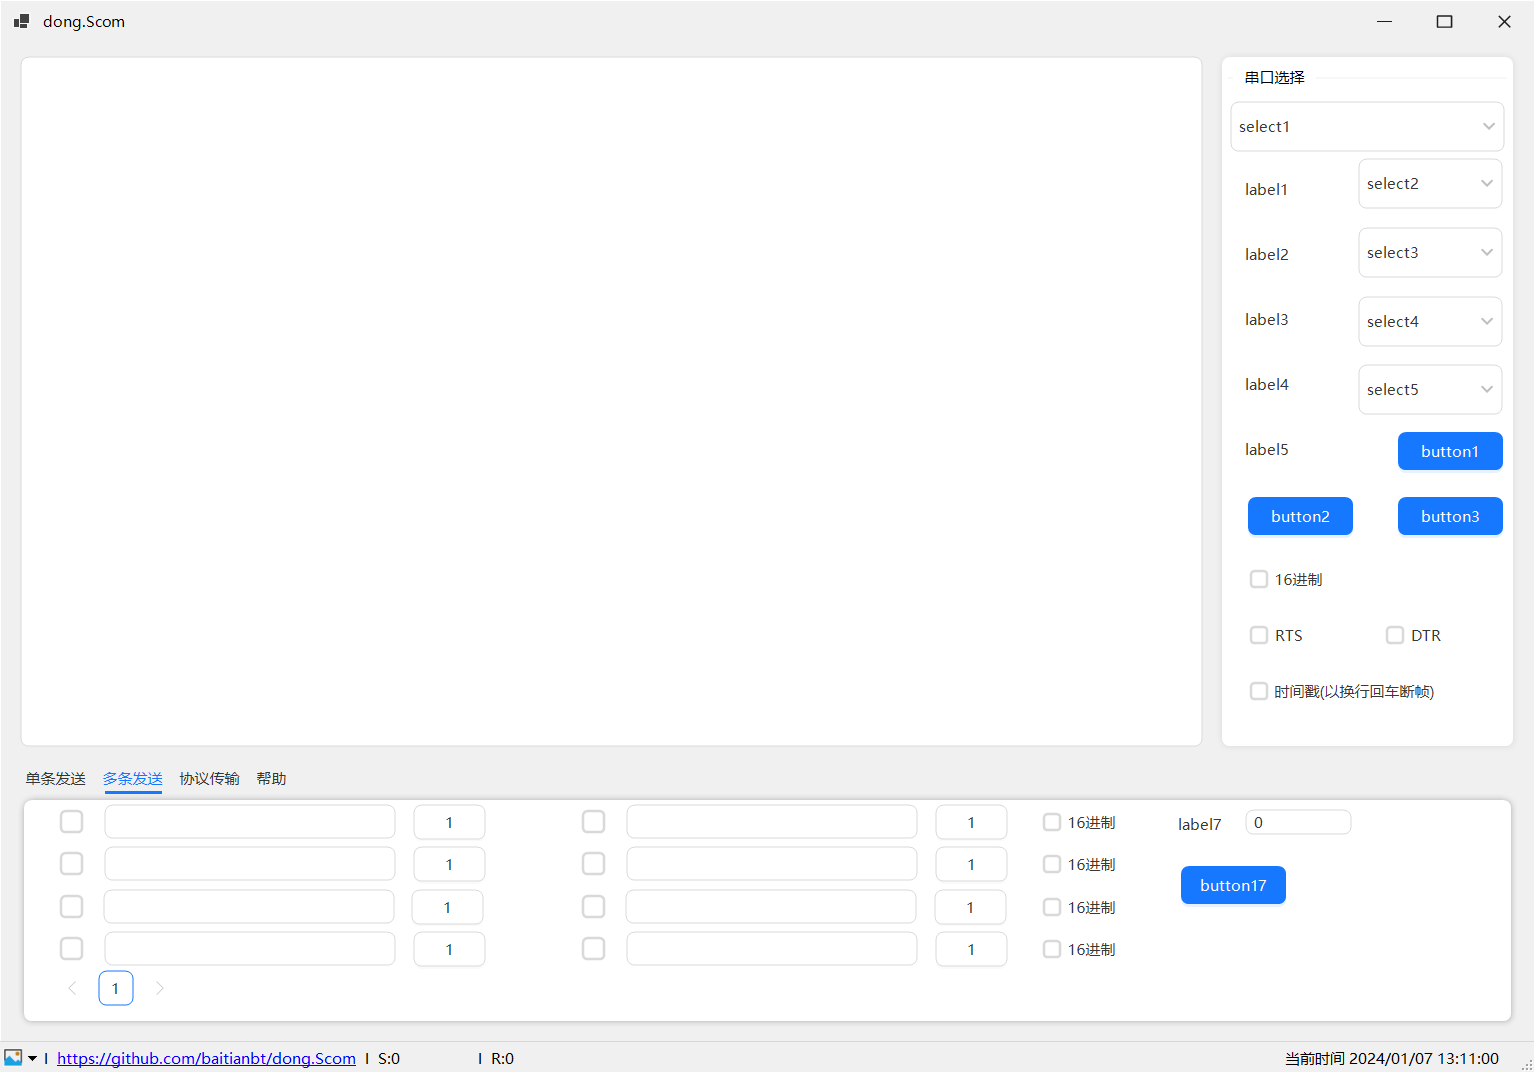 dong.Scom
串口选择
select1
label1 select2
label2 select3
label3 select4
label4 select5
label5 button1
button2 button3
16进制
RTS DTR
时间戳(以换行回车断帧)
单条发送 多条发送 协议传输 帮助
1 1 16进制 label7 0
1 1 16进制
button17
1 1 16进制
1 1 16进制
1
https://github.com/baitianbt/dong.Scom S:0 R:0 当前时间 2024/01/07 13:11:00